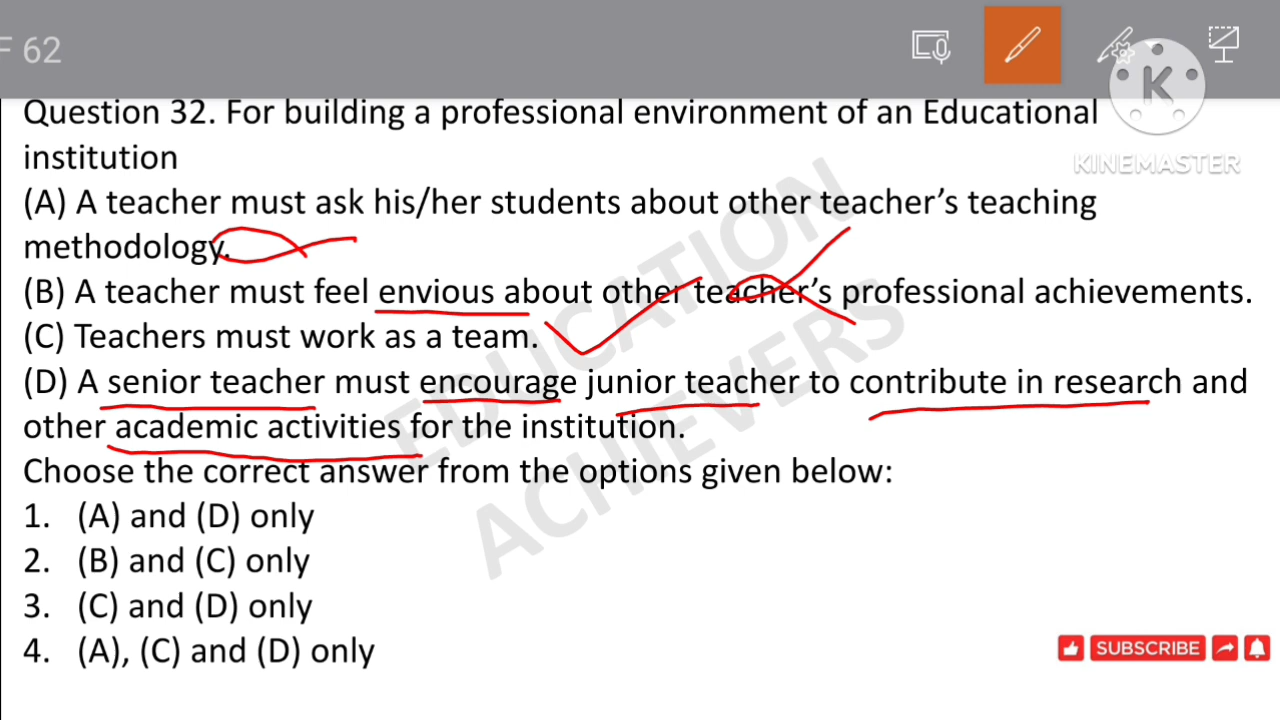 F 62
K
KINEMASTER
Question 32. For building a professional environment of an Educational
institution
(A) A teacher must ask his/her students about other teacher’s teaching
methodology.
(B) A teacher must feel envious about other teacher’s professional achievements.
(C) Teachers must work as a team.
(D) A senior teacher must encourage junior teacher to contribute in research and
other academic activities for the institution.
Choose the correct answer from the options given below:
1. (A) and (D) only
2. (B) and (C) only
3. (C) and (D) only
4. (A), (C) and (D) only
EDUCATION
ACHIEVERS
SUBSCRIBE